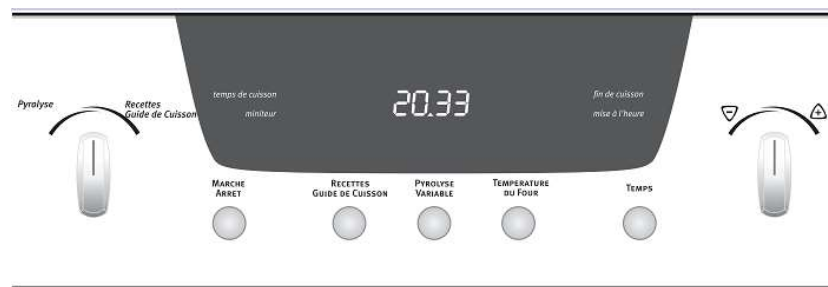 Pyrolyse
Recettes
Guide de Cuisson
temps de cuisson
miniteur
20.33
fin de cuisson
mise à l'heure
-
+
MARCHE
ARRET
RECETTES
GUIDE DE CUISSON
PYROLYSE
VARIABLE
TEMPERATURE
DU FOUR
TEMPS